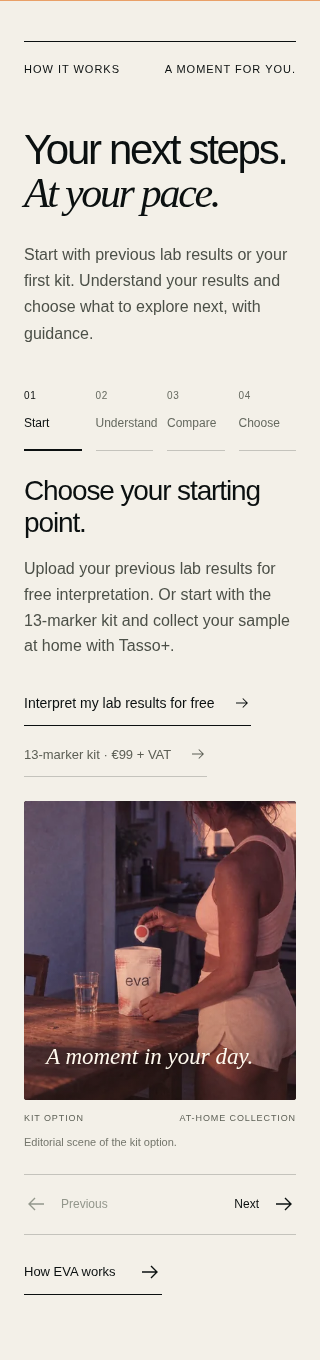 HOW IT WORKS
A MOMENT FOR YOU.
Your next steps.
At your pace.
Start with previous lab results or your
first kit. Understand your results and
choose what to explore next, with
guidance.
01
Start
02
Understand
03
Compare
04
Choose
Choose your starting
point.
Upload your previous lab results for
free interpretation. Or start with the
13-marker kit and collect your sample
at home with Tasso+.
Interpret my lab results for free
13-marker kit · €99 + VAT
eva
A moment in your day.
KIT OPTION
AT-HOME COLLECTION
Editorial scene of the kit option.
Previous
Next
How EVA works